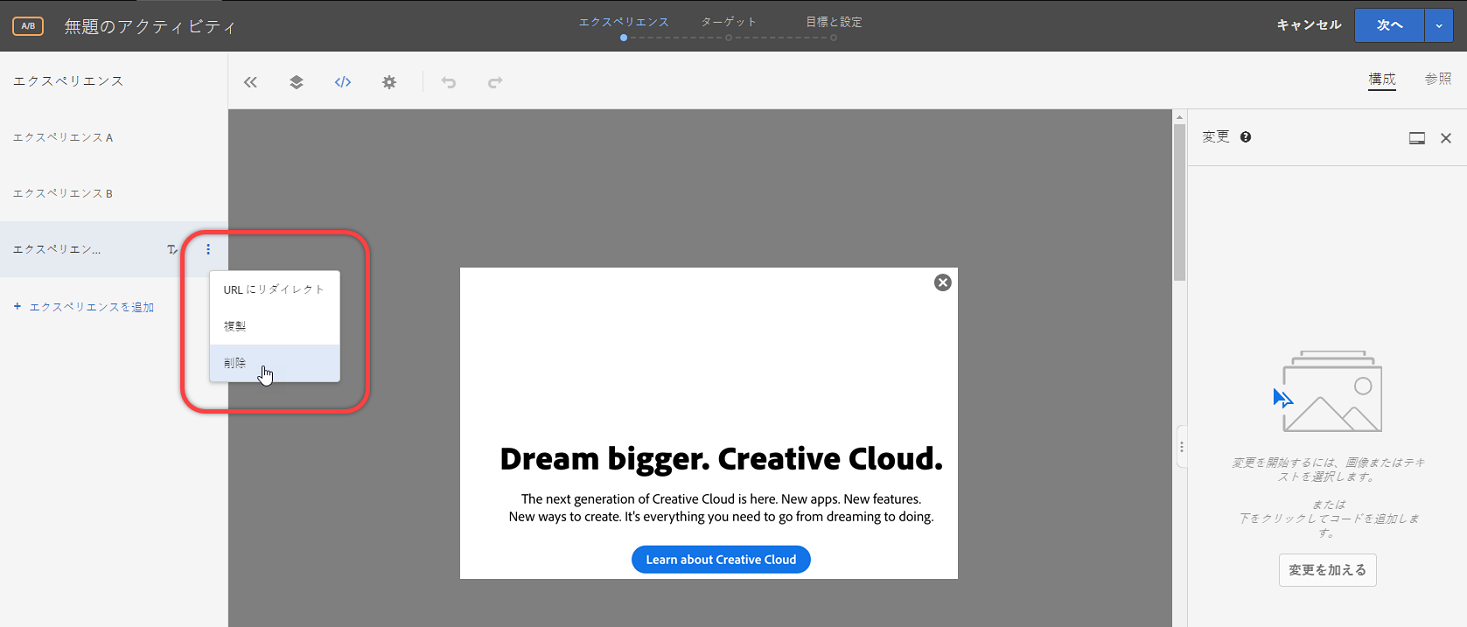 A/B
無題のアクティビティ
エクスペリエンス
ターゲット
目標と設定
キャンセル
次へ
エクスペリエンス
構成
参照
エクスペリエンス A
エクスペリエンス B
エクスペリエン...
+ エクスペリエンスを追加
URL にリダイレクト
複製
削除
Dream bigger. Creative Cloud.
The next generation of Creative Cloud is here. New apps. New features.
New ways to create. It's everything you need to go from dreaming to doing.
Learn about Creative Cloud
変更
変更を開始するには、画像またはテキ
ストを選択します。
または
下をクリックしてコードを追加しま
す。
変更を加える